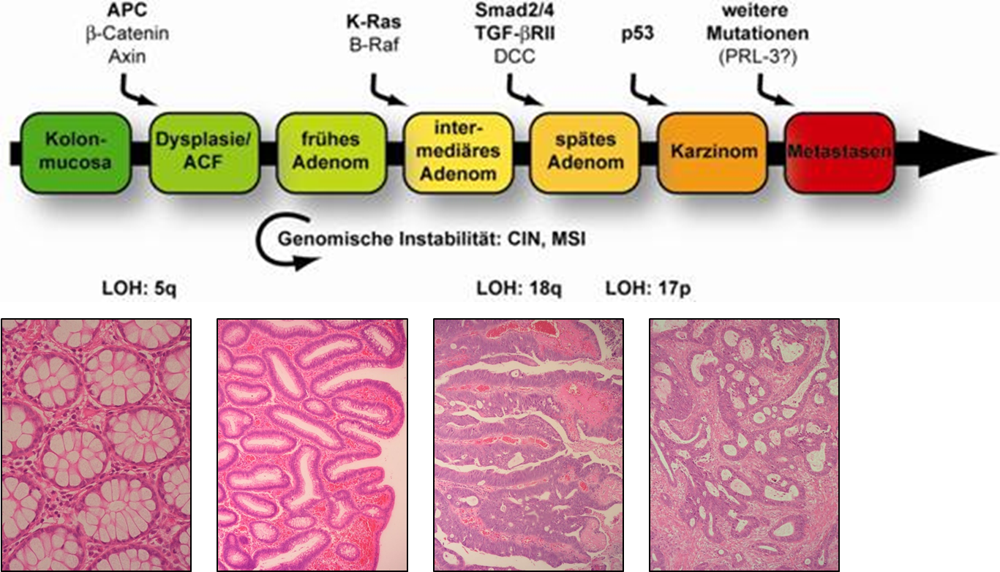 APC
β-Catenin
Axin
K-Ras
B-Raf
Smad2/4
TGF-βRII
DCC
p53
weitere
Mutationen
(PRL-3?)
Kolon-
mucosa
Dysplasie/
ACF
frühes
Adenom
inter-
mediäres
Adenom
spätes
Adenom
Karzinom
Metastasen
Genomische Instabilität: CIN, MSI
LOH: 5q
LOH: 18q
LOH: 17p